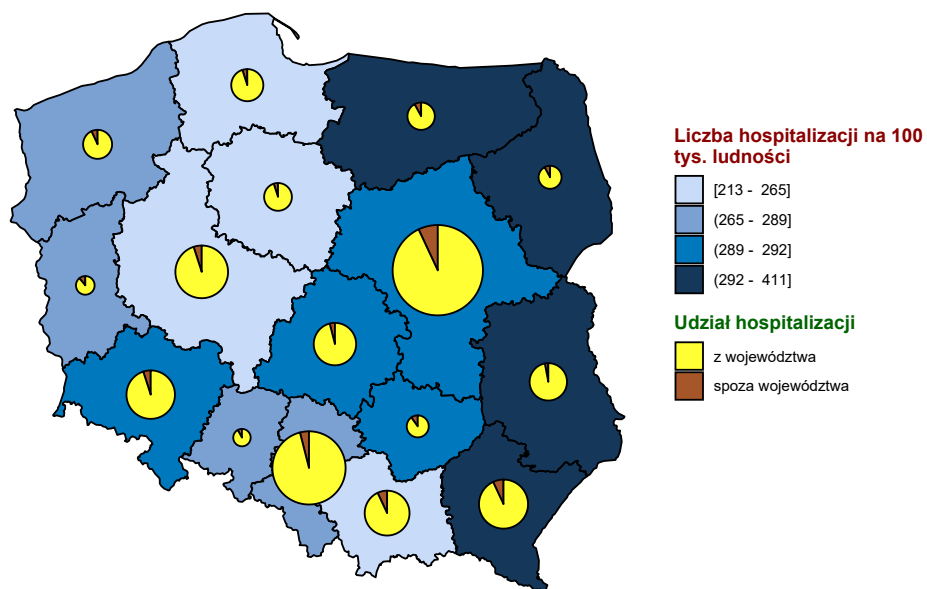 Liczba hospitalizacji na 100
tys. ludności
[213 - 265]
(265 - 289]
(289 - 292]
(292 - 411]
Udział hospitalizacji
z województwa
spoza województwa